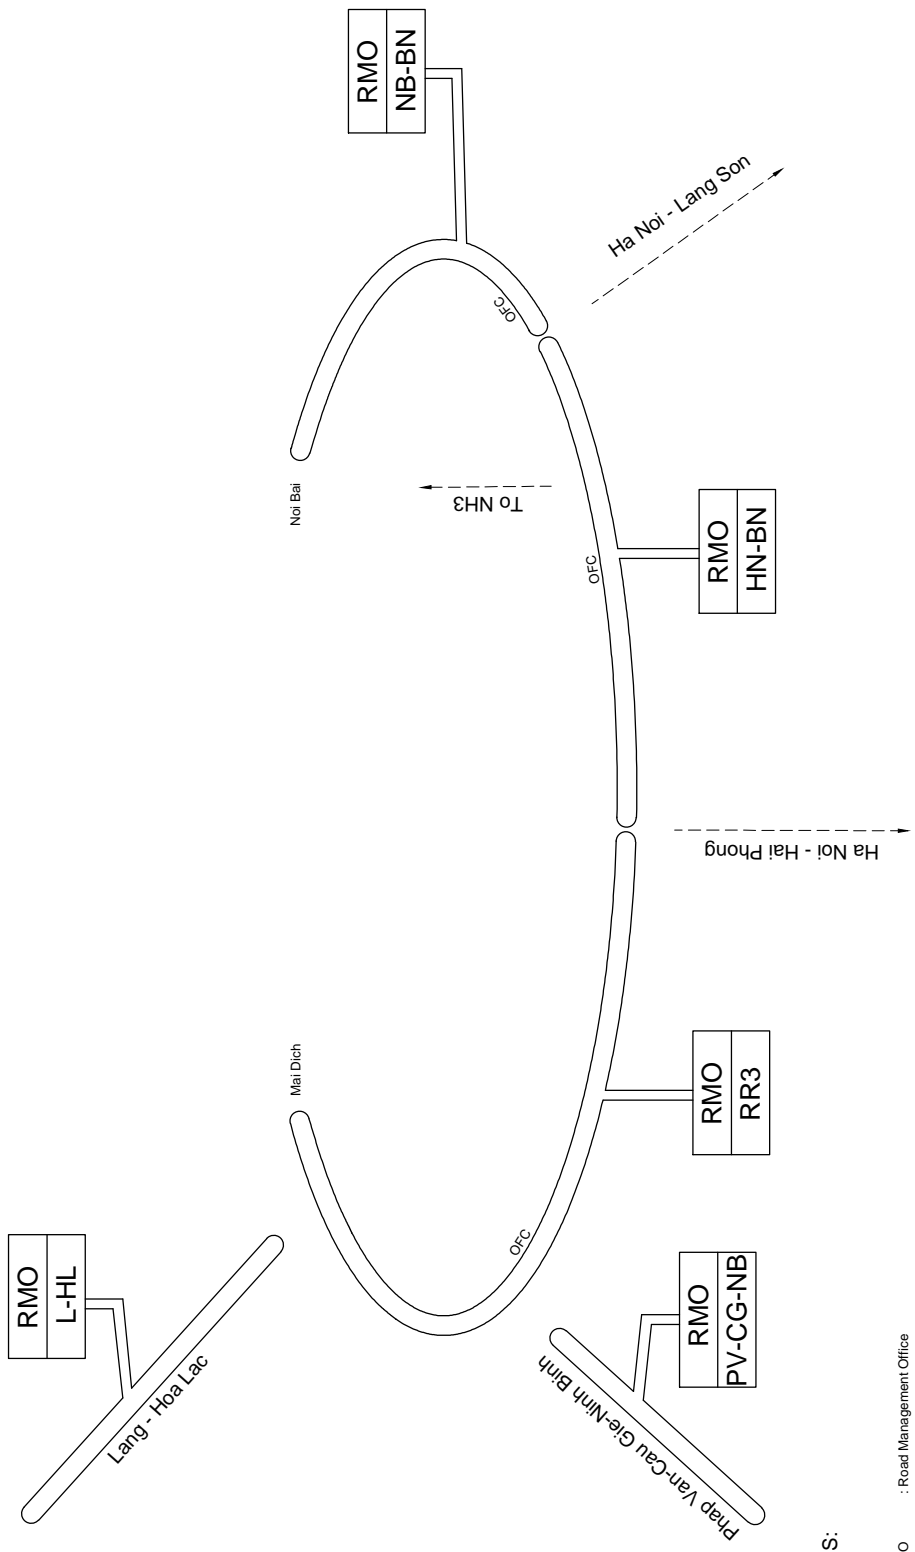 RMO
L-HL
Lang - Hoa Lac
Mai Dich
Noi Bai
RMO
NB-BN
OFC
Ha Noi - Lang Son
To NH3
OFC
RMO
HN-BN
Ha Noi - Hai Phong
OFC
RMO
RR3
Phap Van-Cau Gie-Ninh Binh
RMO
PV-CG-NB
S:
O : Road Management Office